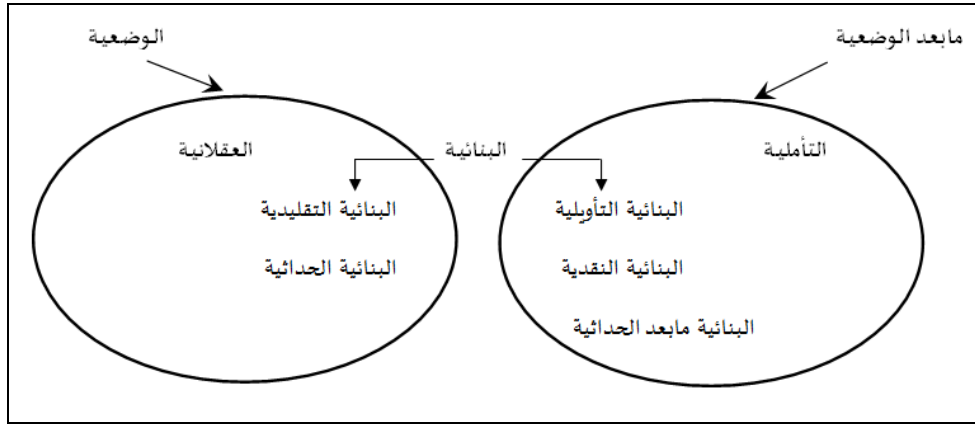 مابعد الوضعية
الوضعية
التأملية
البنائية
العقلانية
البنائية التأويلية
البنائية التقليدية
البنائية النقدية
البنائية الحداثية
البنائية مابعد الحداثية